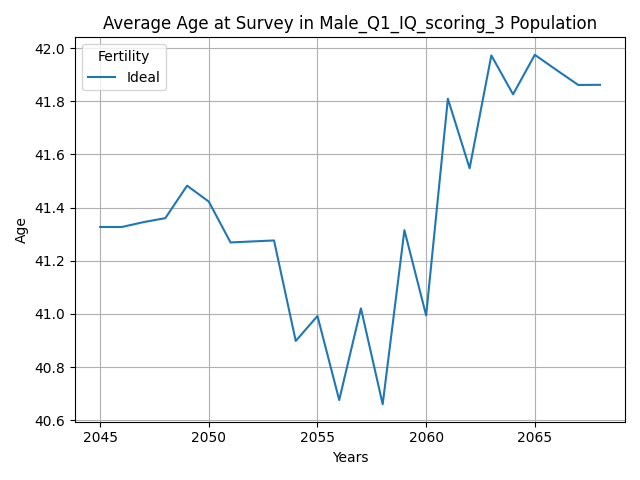 Average Age at Survey in Male_Q1_IQ_scoring_3 Population
Fertility
Ideal
42.0
41.8
41.6
41.4
41.2
41.0
40.8
40.6
Age
2045 2050 2055 2060 2065
Years